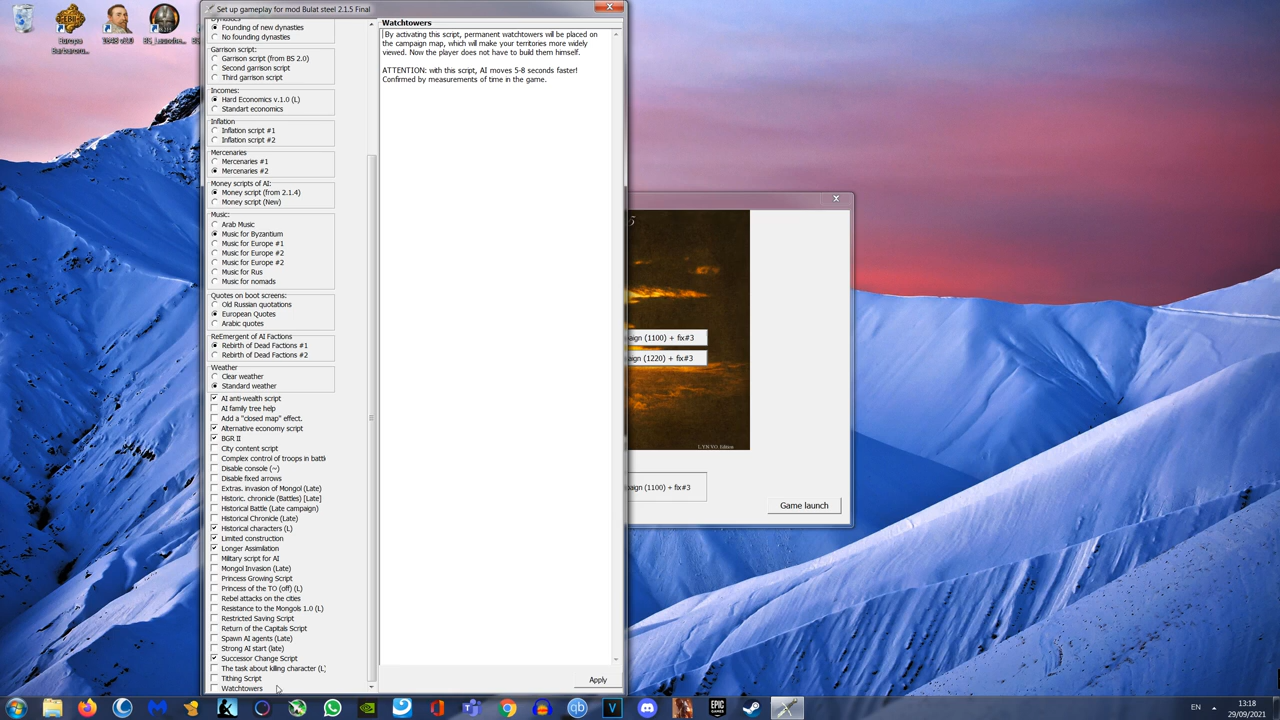 Set up gameplay for mod Bulat steel 2.1.5 Final
Europa Barbaroru...
1648 v6.0
BS_Launchre...
Dynasties
Founding of new dynasties
No founding dynasties
Garrison script:
Garrison script (from BS 2.0)
Second garrison script
Third garrison script
Incomes:
Hard Economics v.1.0 (L)
Standart economics
Inflation
Inflation script #1
Inflation script #2
Mercenaries
Mercenaries #1
Mercenaries #2
Money scripts of AI:
Money script (from 2.1.4)
Money script (New)
Music:
Arab Music
Music for Byzantium
Music for Europe #1
Music for Europe #2
Music for Europe #2
Music for Rus
Music for nomads
Quotes on boot screens:
Old Russian quotations
European Quotes
Arabic quotes
ReEmergent of AI Factions
Rebirth of Dead Factions #1
Rebirth of Dead Factions #2
Weather
Clear weather
Standard weather
AI anti-wealth script
AI family tree help
Add a "closed map" effect.
Alternative economy script
BGR II
City content script
Complex control of troops in battl
Disable console (~)
Disable fixed arrows
Extras. invasion of Mongol (Late)
Historic. chronicle (Battles) [Late]
Historical Battle (Late campaign)
Historical Chronicle (Late)
Historical characters (L)
Limited construction
Longer Assimilation
Military script for AI
Mongol Invasion (Late)
Princess Growing Script
Princess of the TO (off) (L)
Rebel attacks on the cities
Resistance to the Mongols 1.0 (L)
Restricted Saving Script
Return of the Capitals Script
Spawn AI agents (Late)
Strong AI start (late)
Successor Change Script
The task about killing character (L)
Tithing Script
Watchtowers
Watchtowers
By activating this script, permanent watchtowers will be placed on
the campaign map, which will make your territories more widely
viewed. Now the player does not have to build them himself.
ATTENTION: with this script, AI moves 5-8 seconds faster!
Confirmed by measurements of time in the game.
Apply
5
aign (1100) + fix#3
aign (1220) + fix#3
LYNVO Edition
aign (1100) + fix#3
Game launch
EPIC GAMES
EN
13:18
29/09/2021